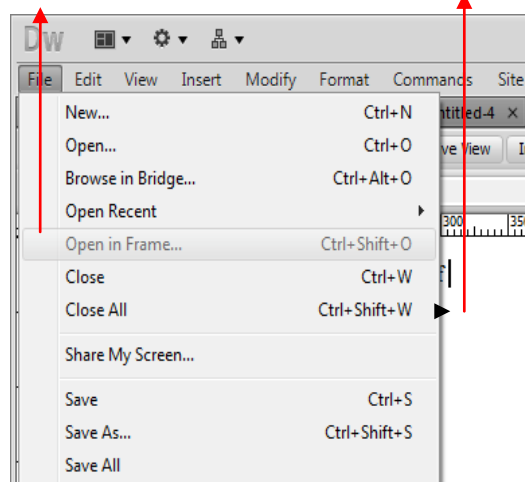 Dw
File Edit View Insert Modify Format Commands Site
New... Ctrl+N
Open... Ctrl+O
ve View
Browse in Bridge... Ctrl+Alt+O
Open Recent
300 350
Open in Frame... Ctrl+Shift+O
Close Ctrl+W
Close All Ctrl+Shift+W
Share My Screen...
Save Ctrl+S
Save As... Ctrl+Shift+S
Save All